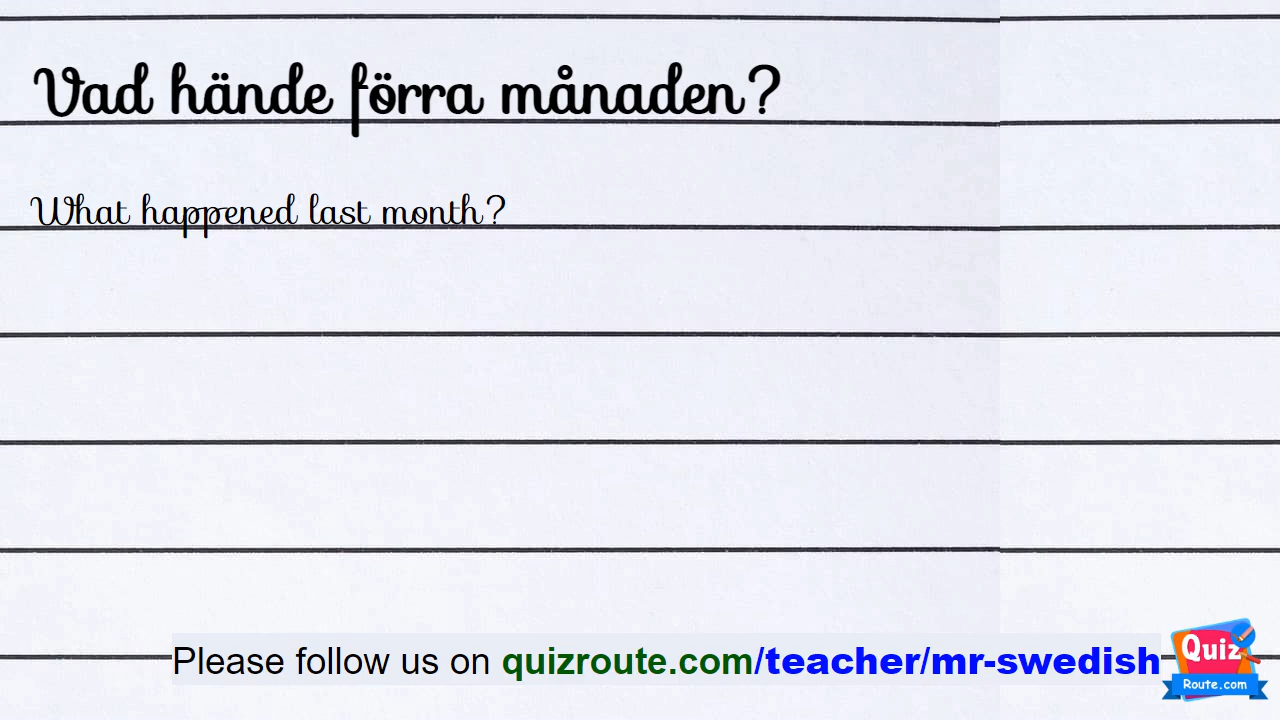 Vad hände förra månaden?
What happened last month?
Please follow us on quizroute.com/teacher/mr-swedish
Quiz
Route.com